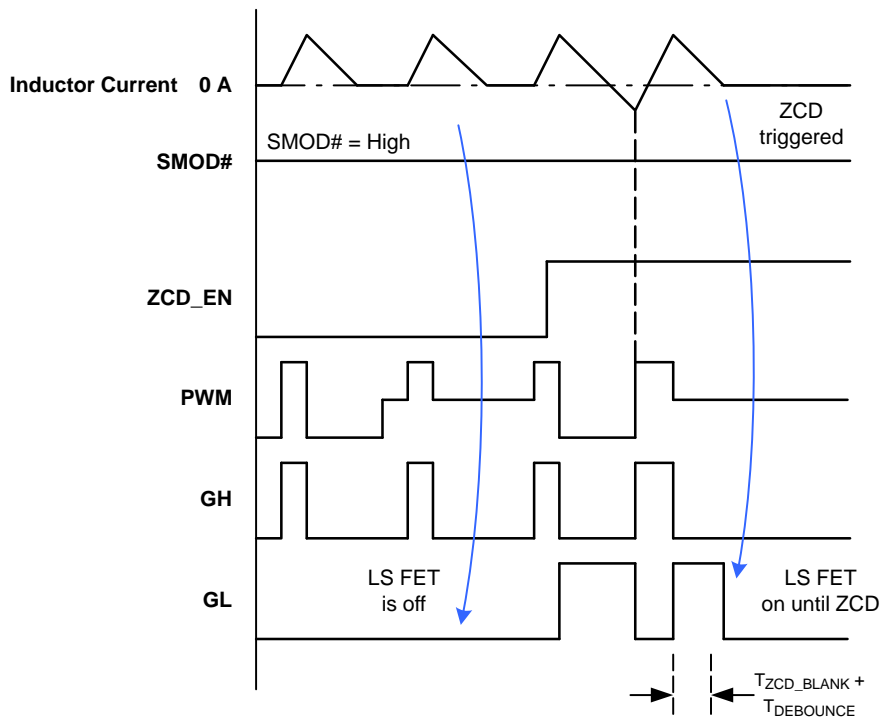 Inductor Current 0 A
ZCD
triggered
SMOD# = High
SMOD#
ZCD_EN
PWM
GH
LS FET
is off
LS FET
on until ZCD
GL
TZCD_BLANK +
TDEBOUNCE